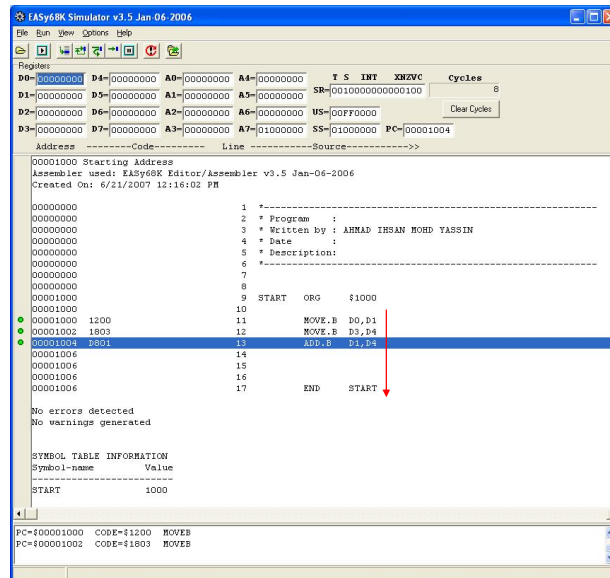 EASy68K Simulator v3.5 Jan-06-2006
File Run View Options Help
Registers
D0=00000000 D4=00000000 A0=00000000 A4=00000000 T S INT XNZVC Cycles
D1=00000000 D5=00000000 A1=00000000 A5=00000000 SR=0010000000000100 8
D2=00000000 D6=00000000 A2=00000000 A6=00000000 US=00FF0000 Clear Cycles
D3=00000000 D7=00000000 A3=00000000 A7=01000000 SS=01000000 PC=00001004
Address --------Code--------- Line -----------Source------------>>
00001000 Starting Address
Assembler used: EASy68K Editor/Assembler v3.5 Jan-06-2006
Created On: 6/21/2007 12:16:02 PM
00000000 1 *-----------------------------------------------------------
00000000 2 * Program :
00000000 3 * Written by : AHMAD IHSAN MOHD YASSIN
00000000 4 * Date :
00000000 5 * Description:
00000000 6 *-----------------------------------------------------------
00000000 7
00000000 8
00001000 9 START ORG $1000
00001000 10
00001000 1200 11 MOVE.B D0,D1
00001002 1803 12 MOVE.B D3,D4
00001004 D801 13 ADD.B D1,D4
00001006 14
00001006 15
00001006 16
00001006 17 END START
No errors detected
No warnings generated
SYMBOL TABLE INFORMATION
Symbol-name Value
-------------------------
START 1000
PC=$00001000 CODE=$1200 MOVEB
PC=$00001002 CODE=$1803 MOVEB